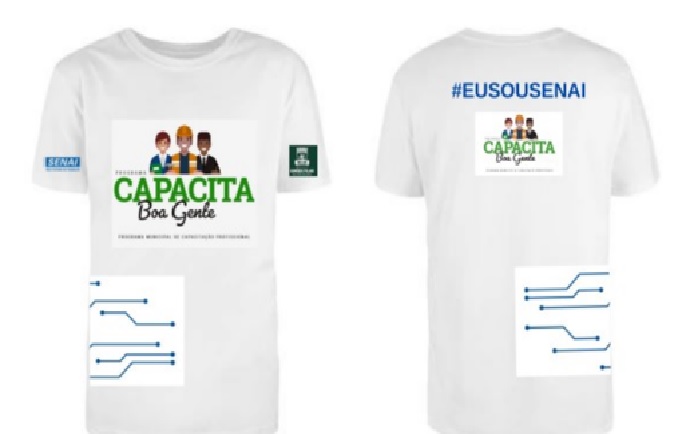 SENAI
PROGRAMA
CAPACITA
Boa Gente
PROGRAMA MUNICIPAL DE CAPACITAÇÃO PROFISSIONAL
#EUSOUSENAI
CAPACITA
Boa Gente